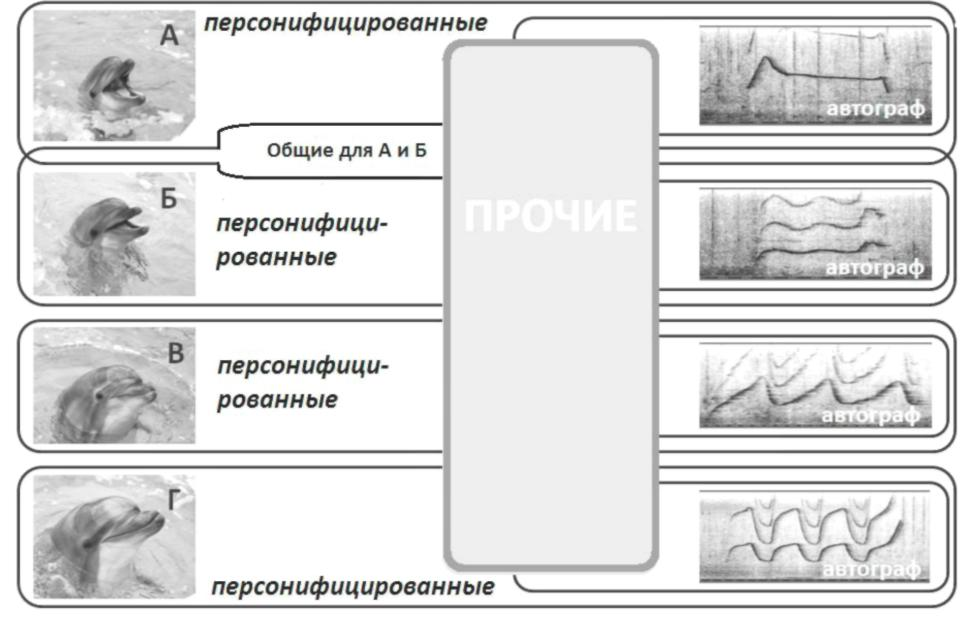 А
персонифицированные
автограф
Общие для А и Б
Б
персонифици-
рованные
ПРОЧИЕ
автограф
В
персонифици-
рованные
автограф
Г
персонифицированные
автограф